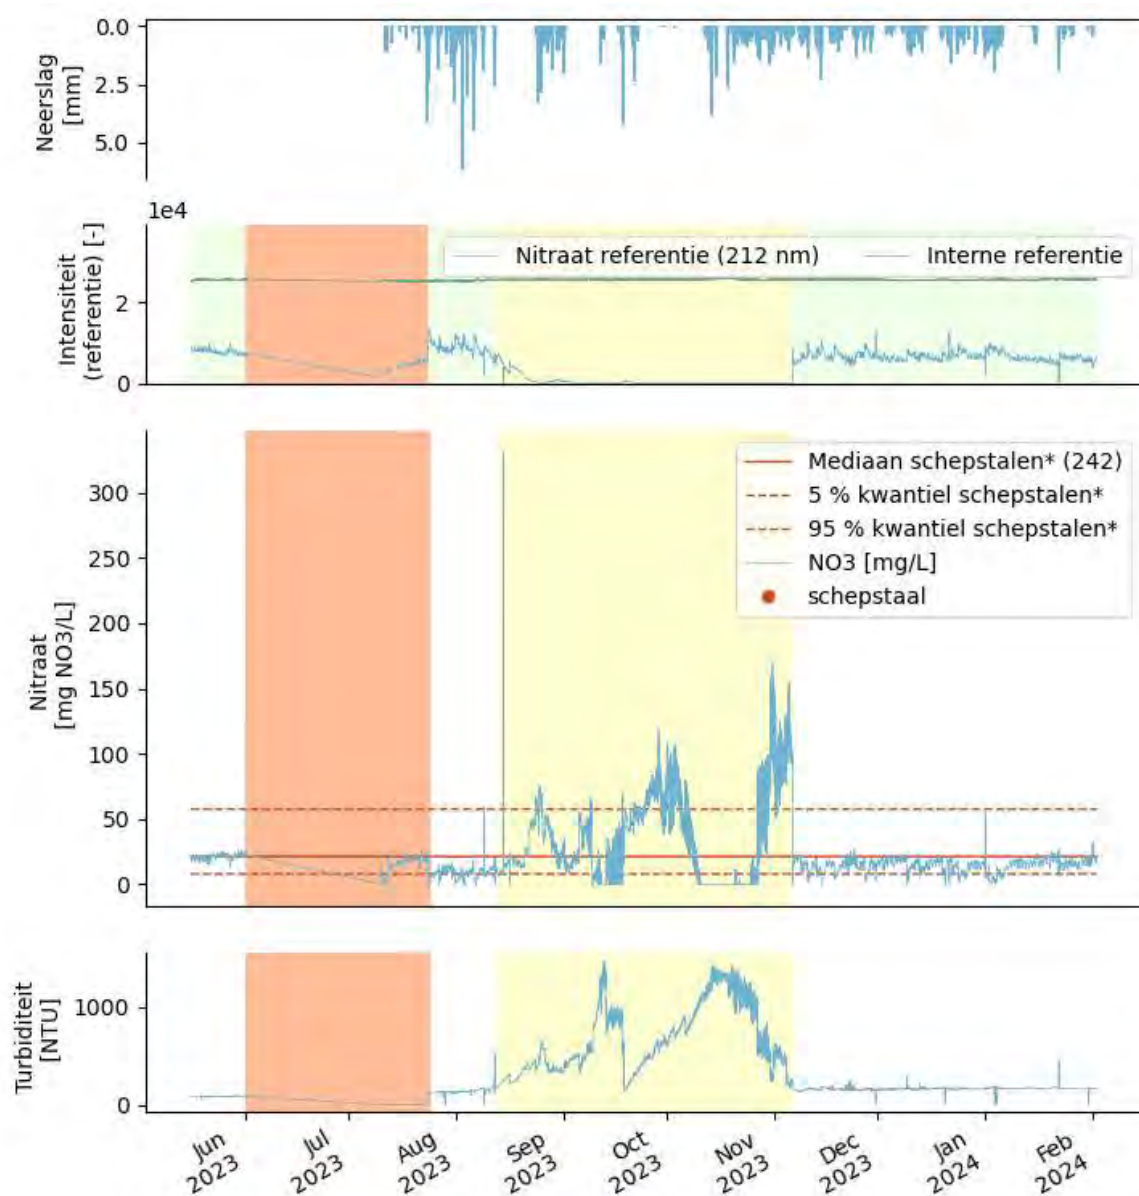 0.0
2.5
5.0
Neerslag
[mm]
1e4
Nitraat referentie (212 nm) Interne referentie
2
0
Intensiteit
(referentie) [-]
Mediaan schepstalen* (242)
5 % kwantiel schepstalen*
95 % kwantiel schepstalen*
NO3 [mg/L]
schepstaal
300
250
200
150
100
50
0
Nitraat
[mg NO3/L]
1000
0
Turbiditeit
[NTU]
Jun
2023
Jul
2023
Aug
2023
Sep
2023
Oct
2023
Nov
2023
Dec
2023
Jan
2024
Feb
2024